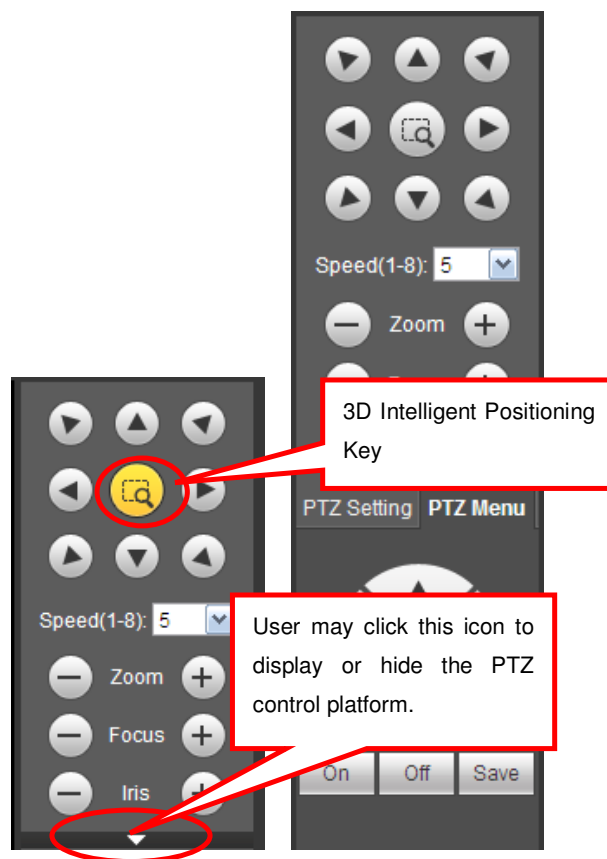 Speed(1-8): 5
Zoom
3D Intelligent Positioning
Key
PTZ Setting PTZ Menu
Speed(1-8): 5
User may click this icon to
display or hide the PTZ
control platform.
Zoom
Focus
Iris
On Off Save